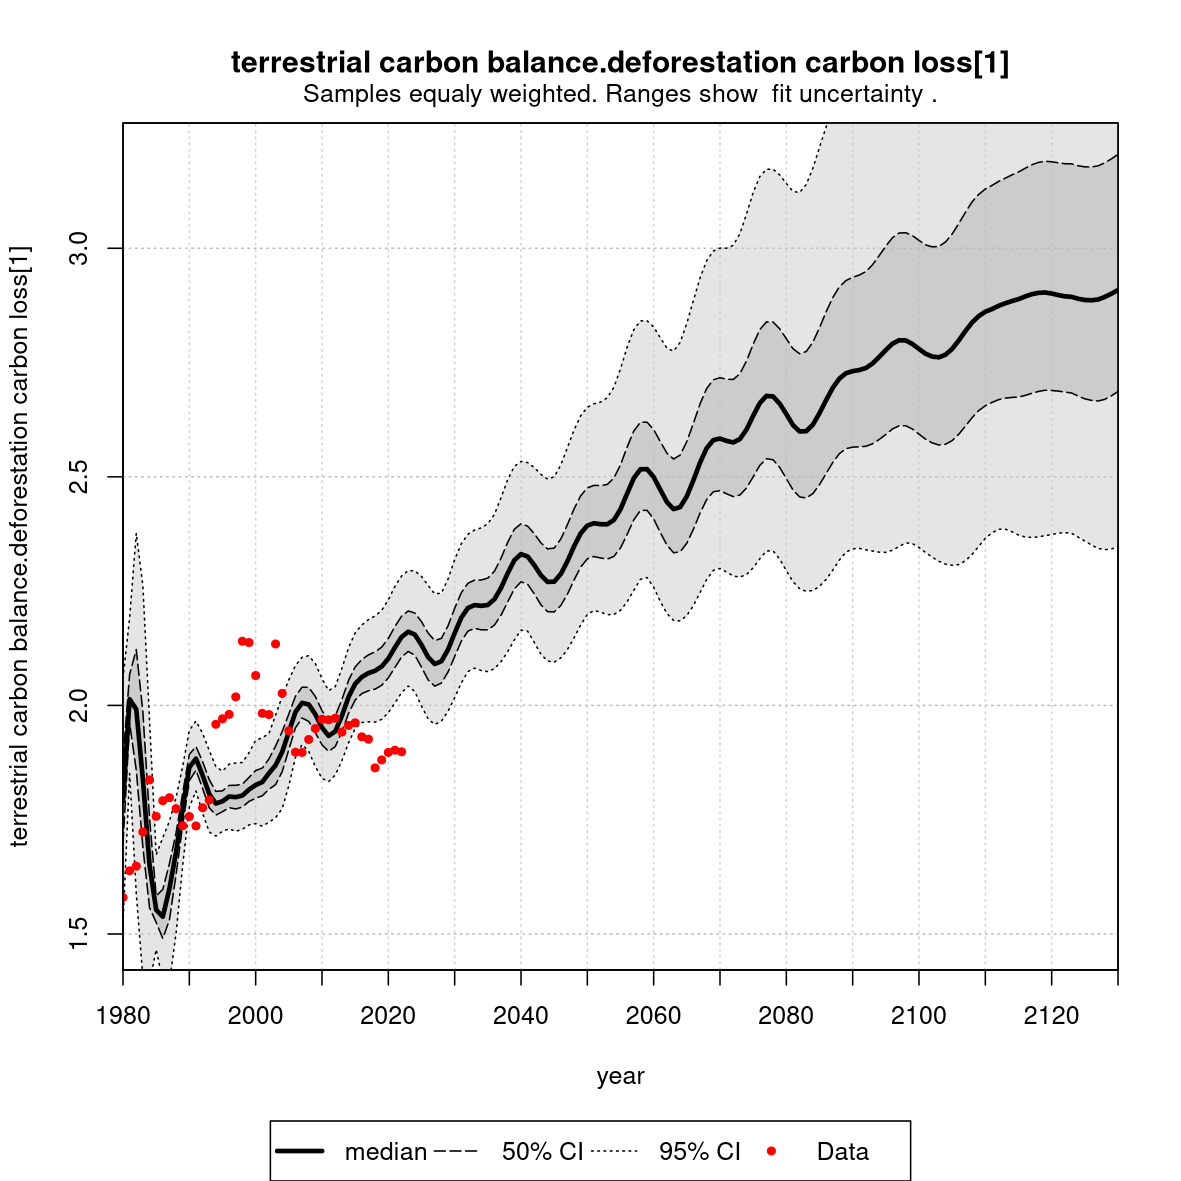 terrestrial carbon balance.deforestation carbon loss[1]
Samples equaly weighted. Ranges show  fit uncertainty .
terrestrial carbon balance.deforestation carbon loss[1]
3.0
2.5
2.0
1.5
1980 2000 2020 2040 2060 2080 2100 2120
year
median 50% CI 95% CI Data